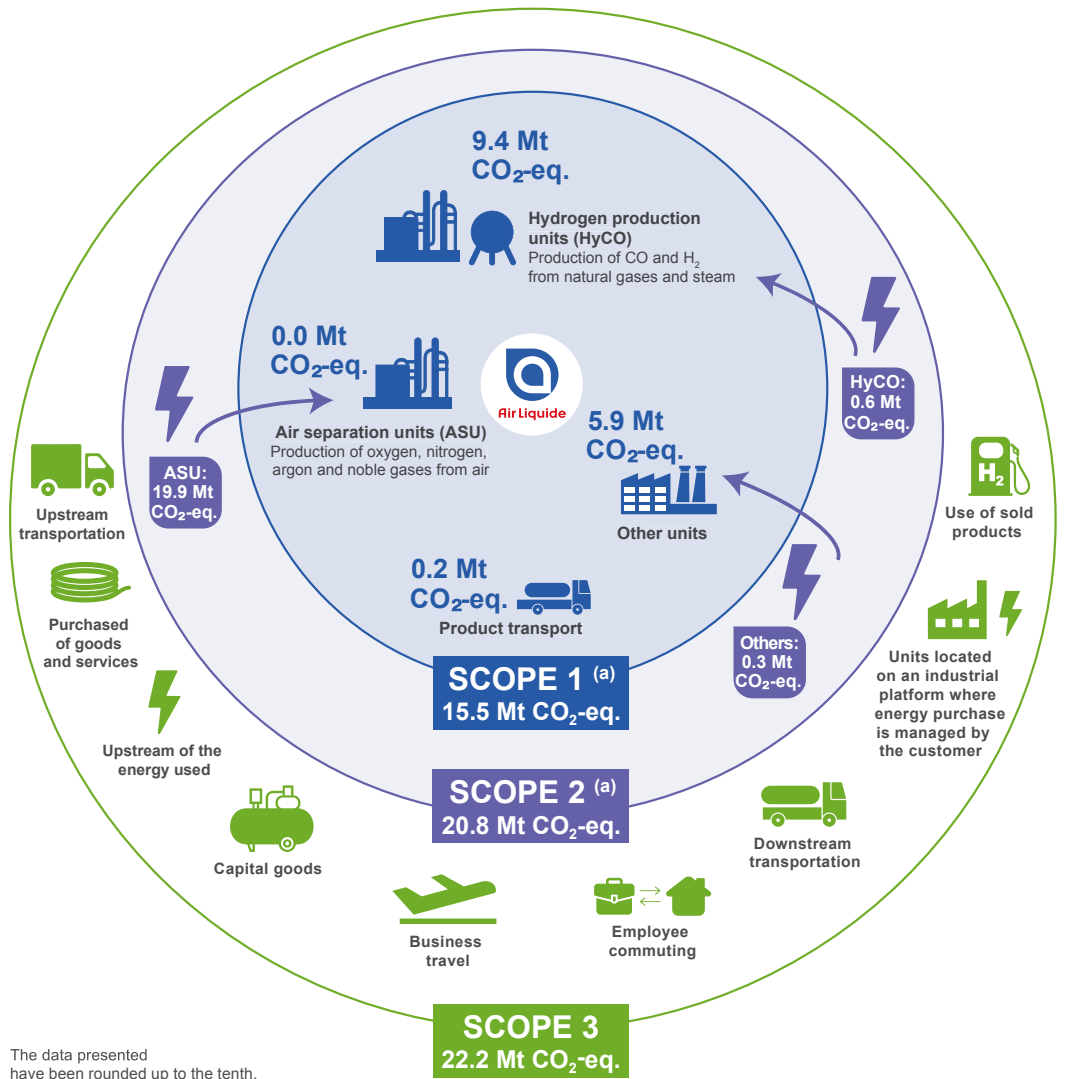 9.4 Mt
CO₂-eq.
Hydrogen production
units (HyCO)
Production of CO and H₂
from natural gases and steam
0.0 Mt
CO₂-eq.
Air Liquide
Air separation units (ASU)
Production of oxygen, nitrogen,
argon and noble gases from air
5.9 Mt
CO₂-eq.
Other units
0.2 Mt
CO₂-eq.
Product transport
SCOPE 1 (a)
15.5 Mt CO₂-eq.
ASU:
19.9 Mt
CO₂-eq.
HyCO:
0.6 Mt
CO₂-eq.
Others:
0.3 Mt
CO₂-eq.
SCOPE 2 (a)
20.8 Mt CO₂-eq.
Upstream
transportation
Purchased
of goods
and services
Upstream of the
energy used
Capital goods
Business
travel
Employee
commuting
Downstream
transportation
Units located
on an industrial
platform where
energy purchase
is managed by
the customer
H₂
Use of sold
products
SCOPE 3
22.2 Mt CO₂-eq.
The data presented
have been rounded up to the tenth.